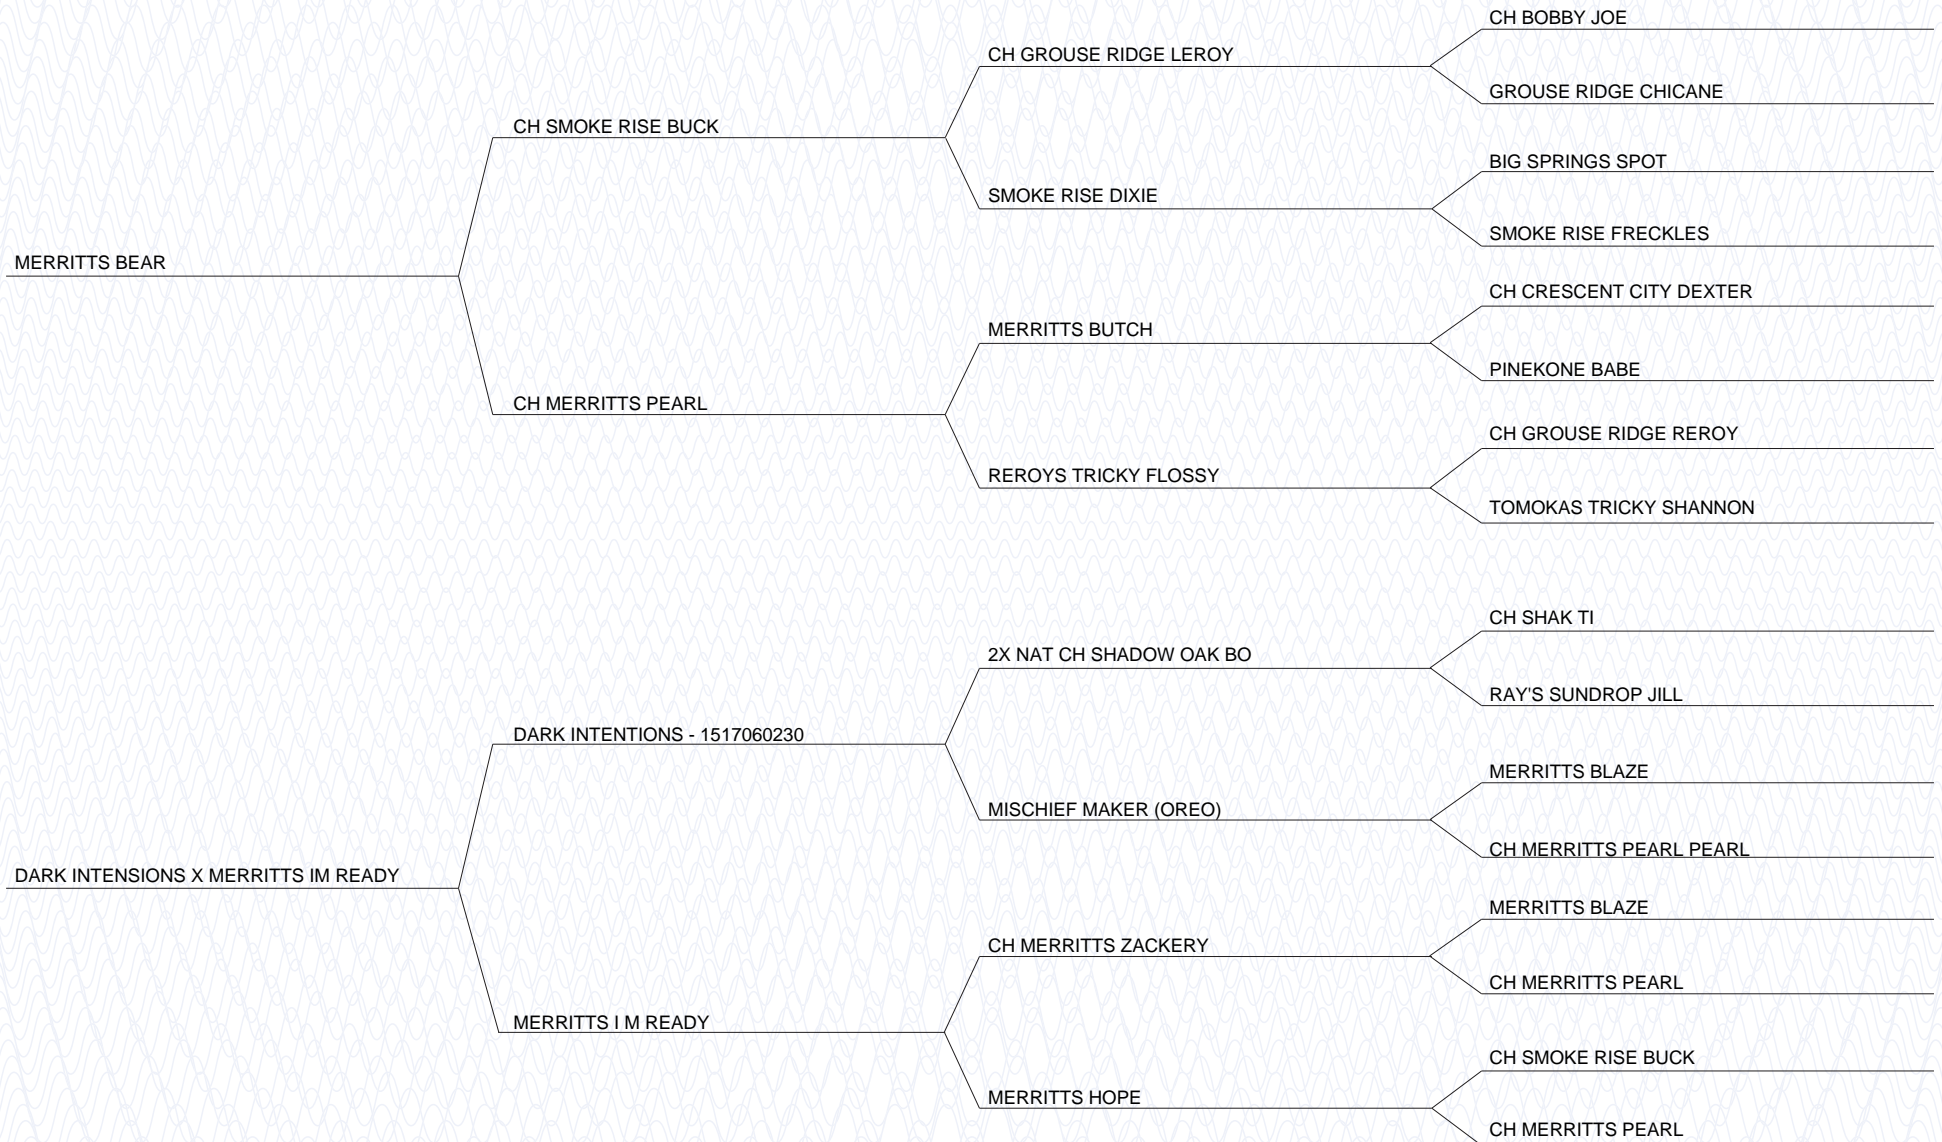 CH BOBBY JOE
CH GROUSE RIDGE LEROY
GROUSE RIDGE CHICANE
CH SMOKE RISE BUCK
BIG SPRINGS SPOT
SMOKE RISE DIXIE
SMOKE RISE FRECKLES
MERRITTS BEAR
CH CRESCENT CITY DEXTER
MERRITTS BUTCH
PINEKONE BABE
CH MERRITTS PEARL
CH GROUSE RIDGE REROY
REROYS TRICKY FLOSSY
TOMOKAS TRICKY SHANNON
CH SHAK TI
2X NAT CH SHADOW OAK BO
RAY'S SUNDROP JILL
DARK INTENTIONS - 1517060230
MERRITTS BLAZE
MISCHIEF MAKER (OREO)
CH MERRITTS PEARL PEARL
DARK INTENSIONS X MERRITTS IM READY
MERRITTS BLAZE
CH MERRITTS ZACKERY
CH MERRITTS PEARL
MERRITTS I M READY
CH SMOKE RISE BUCK
MERRITTS HOPE
CH MERRITTS PEARL